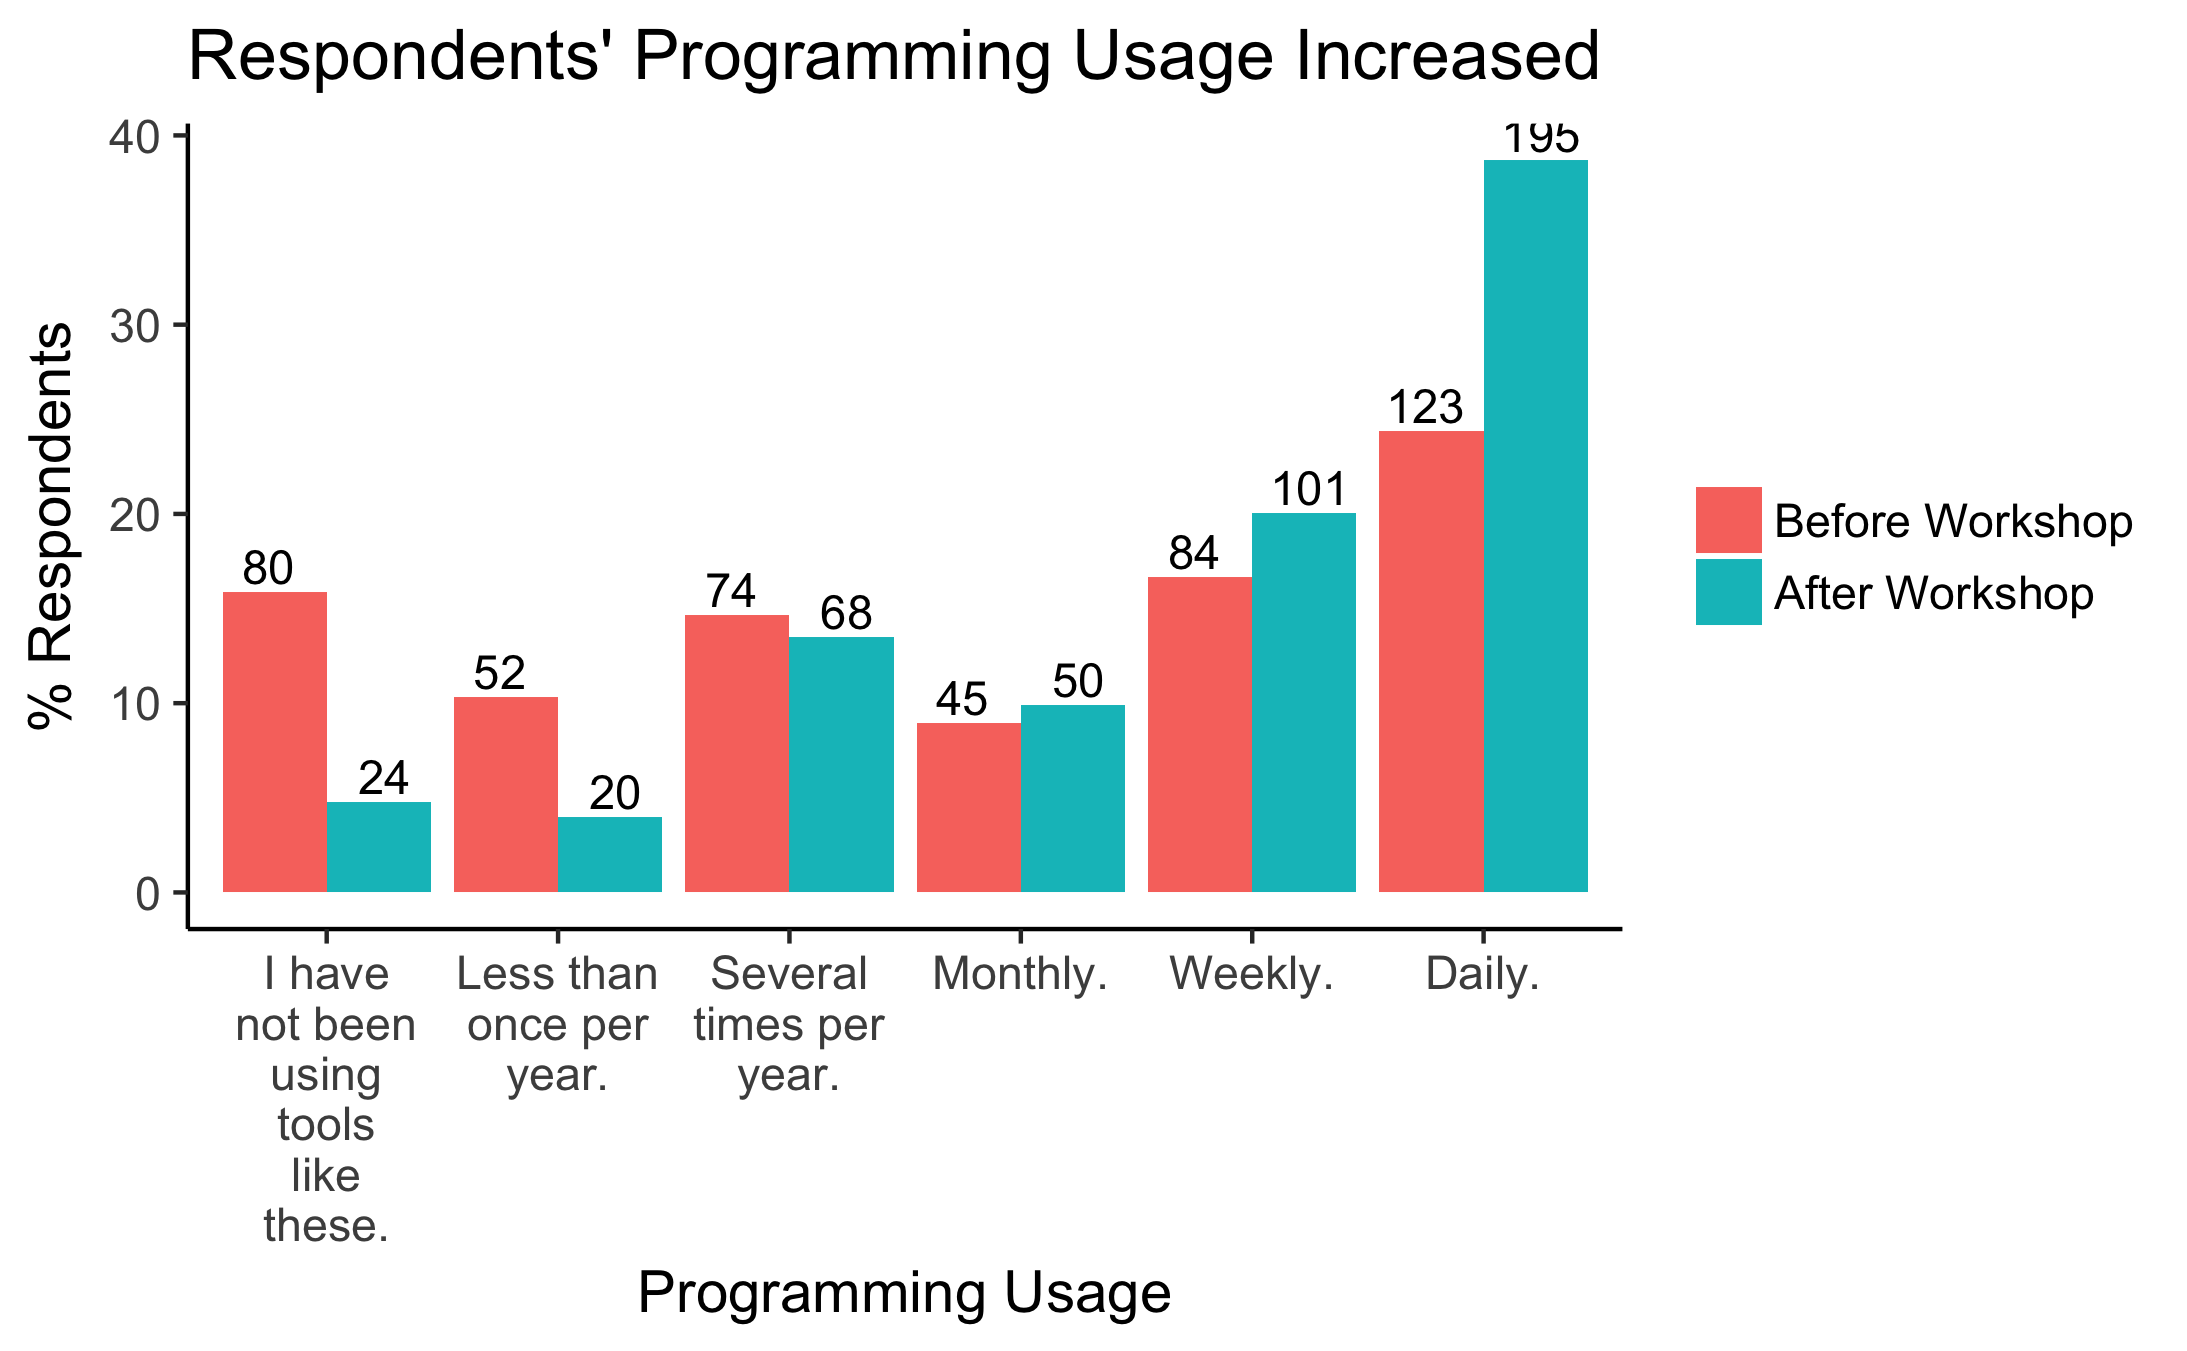 Respondents' Programming Usage Increased
% Respondents
40
30
20
10
0
80
24
52
20
74
68
45
50
84
101
123
195
I have
not been
using
tools
like
these.
Less than
once per
year.
Several
times per
year.
Monthly.
Weekly.
Daily.
Programming Usage
Before Workshop
After Workshop